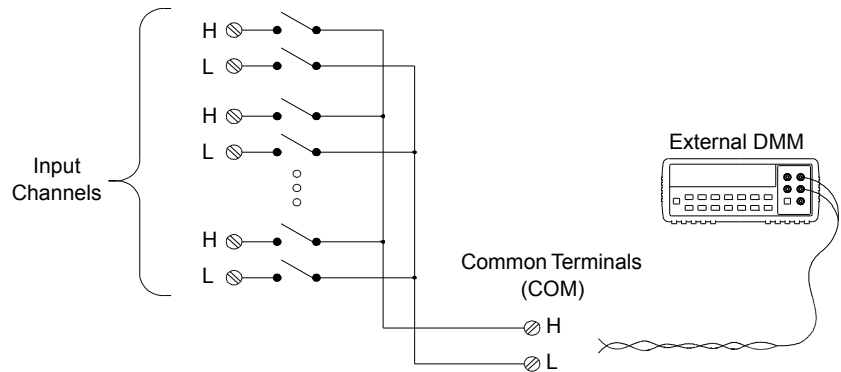 H
L
H
L
Input
Channels
H
L
External DMM
Common Terminals
(COM)
H
L